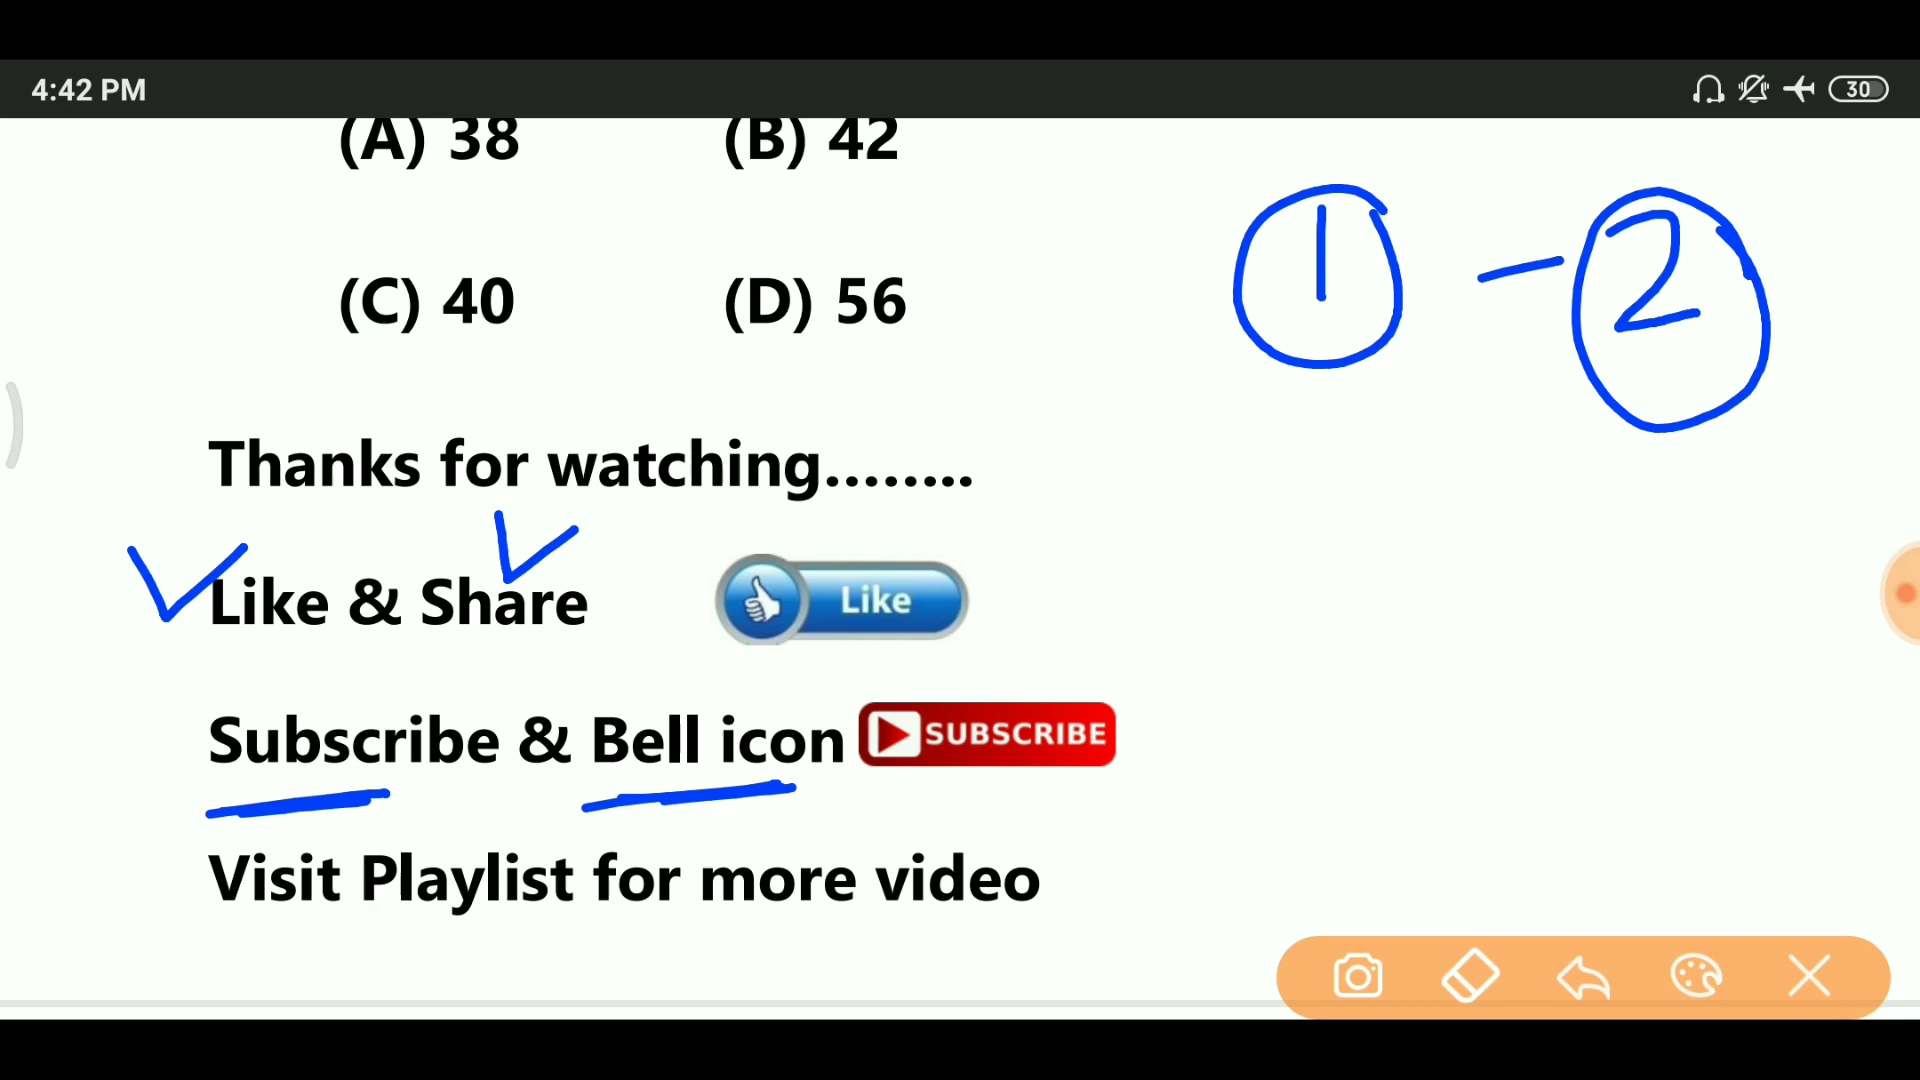 4:42 PM 30
(A) 38 (B) 42
1 - 2
(C) 40 (D) 56
Thanks for watching........
Like & Share Like
Subscribe & Bell icon SUBSCRIBE
Visit Playlist for more video